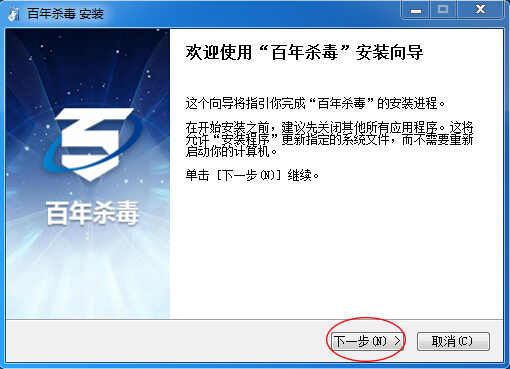 百年杀毒 安装
欢迎使用“百年杀毒”安装向导
这个向导将指引你完成“百年杀毒”的安装进程。
在开始安装之前，建议先关闭其他所有应用程序。这将
允许“安装程序”更新指定的系统文件，而不需要重新
启动你的计算机。
单击 [下一步(N)] 继续。
百年杀毒
下一步(N) >
取消(C)